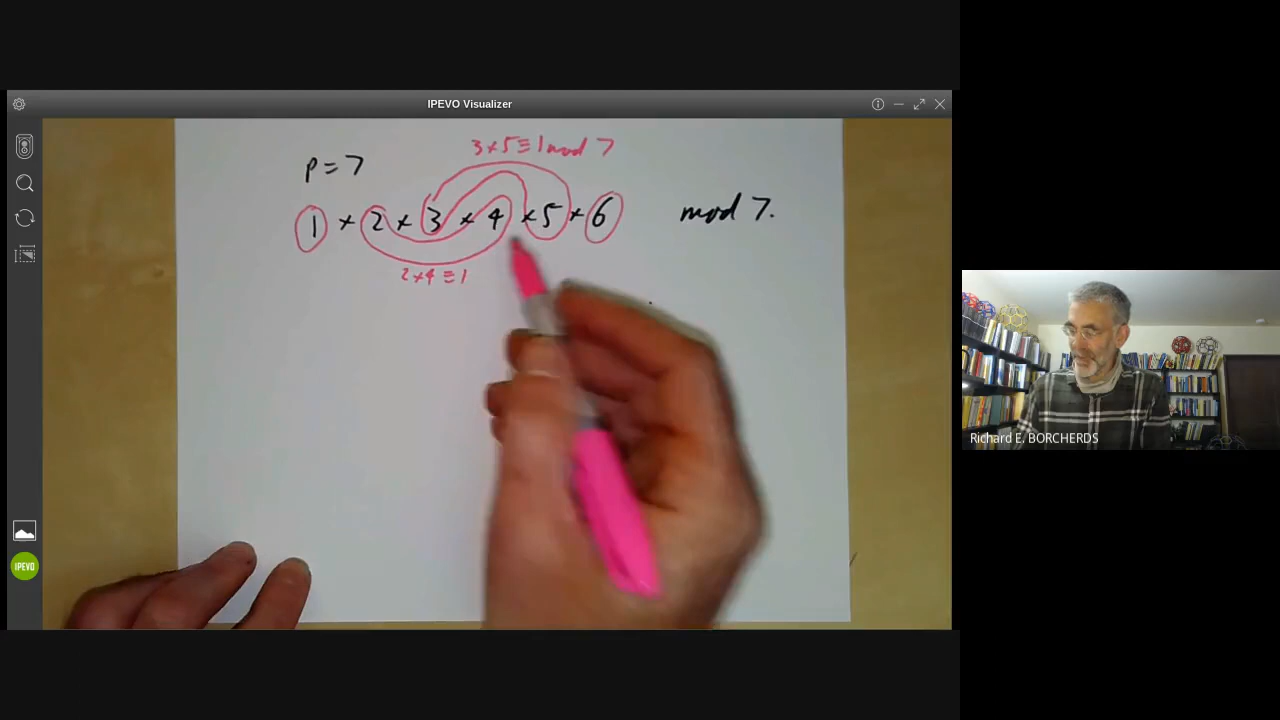 IPEVO Visualizer
3×5≡1 mod 7
p=7
1 × 2 × 3 × 4 × 5 × 6 mod 7.
2×4≡1
Richard E. BORCHERDS
IPEVO